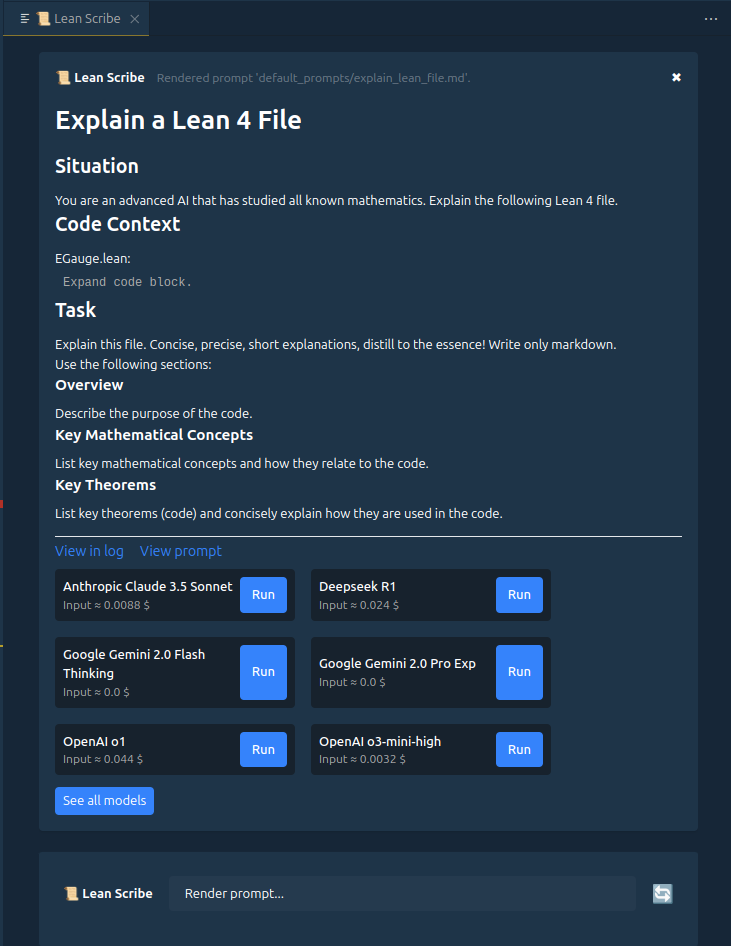 Lean Scribe
Lean Scribe Rendered prompt 'default_prompts/explain_lean_file.md'.
Explain a Lean 4 File
Situation
You are an advanced AI that has studied all known mathematics. Explain the following Lean 4 file.
Code Context
EGauge.lean:
Expand code block.
Task
Explain this file. Concise, precise, short explanations, distill to the essence! Write only markdown.
Use the following sections:
Overview
Describe the purpose of the code.
Key Mathematical Concepts
List key mathematical concepts and how they relate to the code.
Key Theorems
List key theorems (code) and concisely explain how they are used in the code.
View in log View prompt
Anthropic Claude 3.5 Sonnet
Input ≈ 0.0088 $
Run
Deepseek R1
Input ≈ 0.024 $
Run
Google Gemini 2.0 Flash
Thinking
Input ≈ 0.0 $
Run
Google Gemini 2.0 Pro Exp
Input ≈ 0.0 $
Run
OpenAI o1
Input ≈ 0.044 $
Run
OpenAI o3-mini-high
Input ≈ 0.0032 $
Run
See all models
Lean Scribe Render prompt...